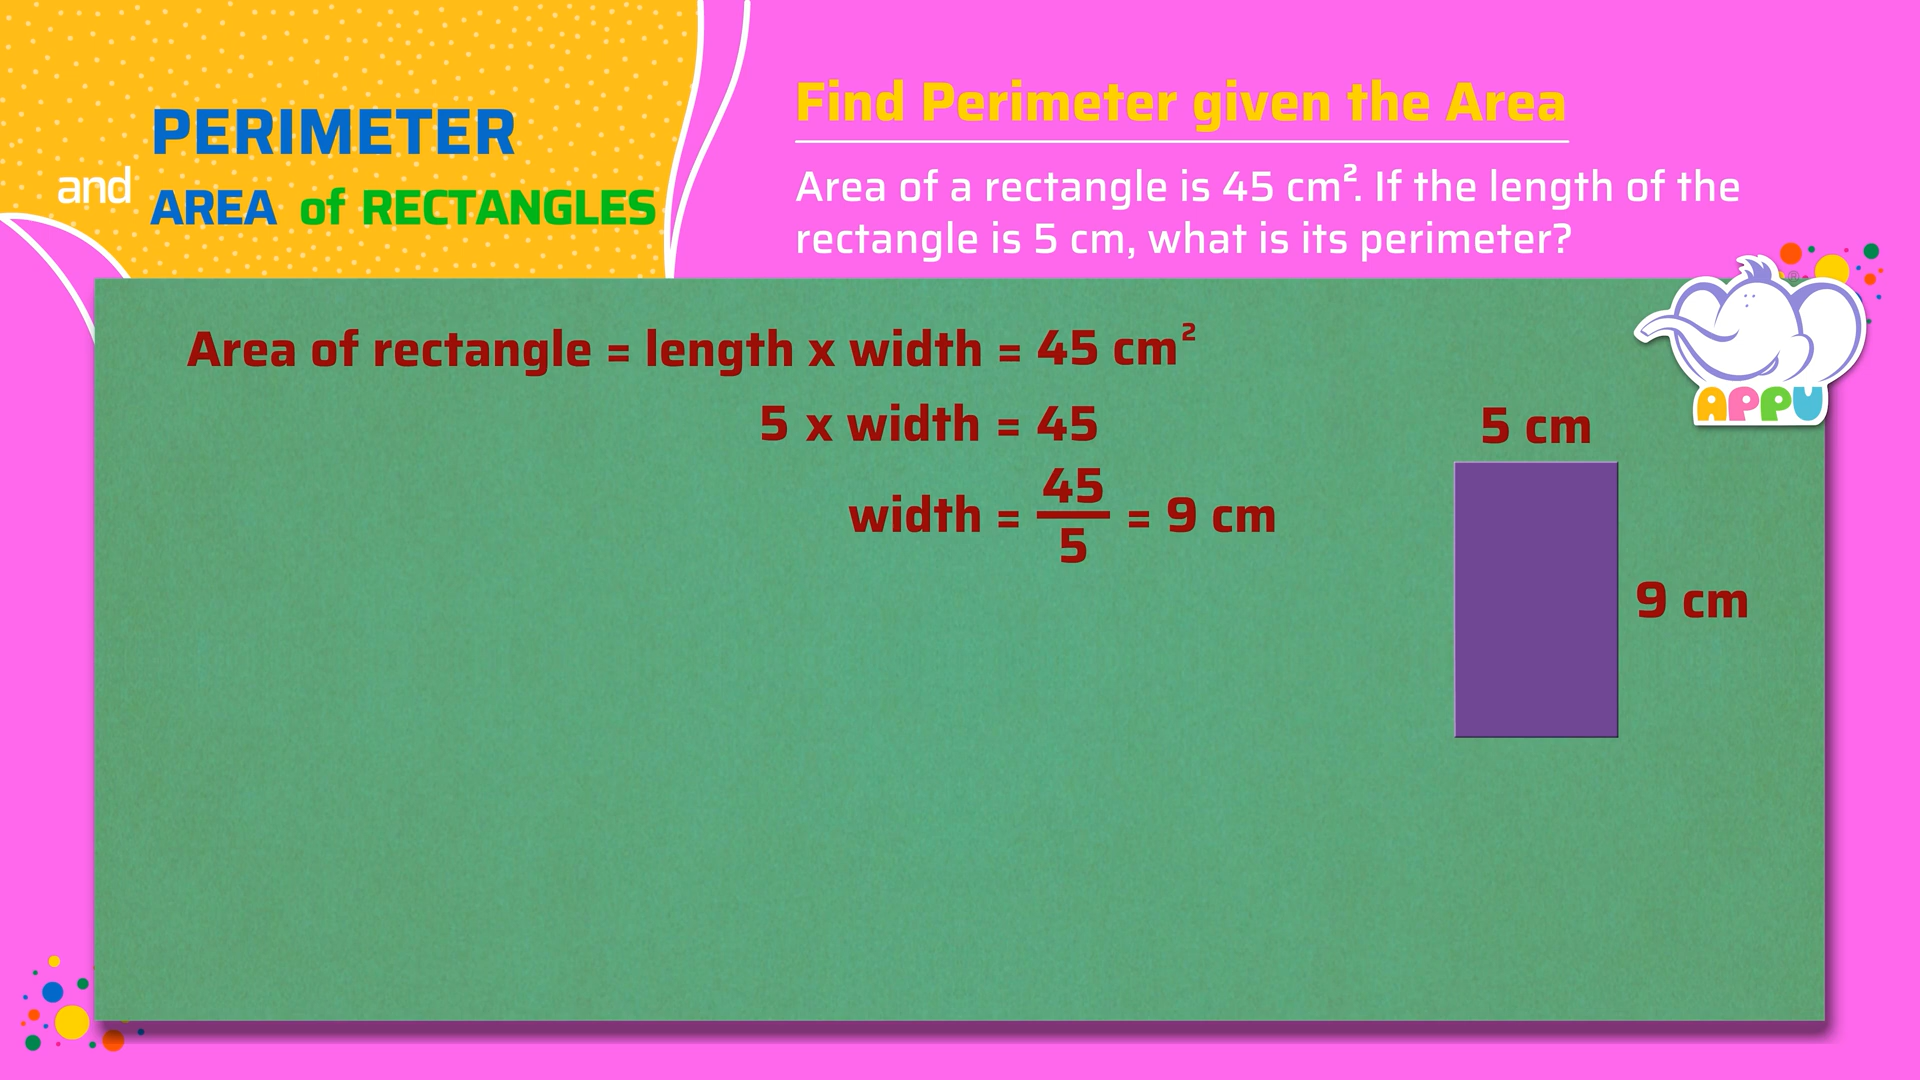 PERIMETER
and AREA of RECTANGLES
Find Perimeter given the Area
Area of a rectangle is 45 cm². If the length of the
rectangle is 5 cm, what is its perimeter?
®
APPU
Area of rectangle = length x width = 45 cm²
5 x width = 45
width = 45/5 = 9 cm
5 cm
9 cm